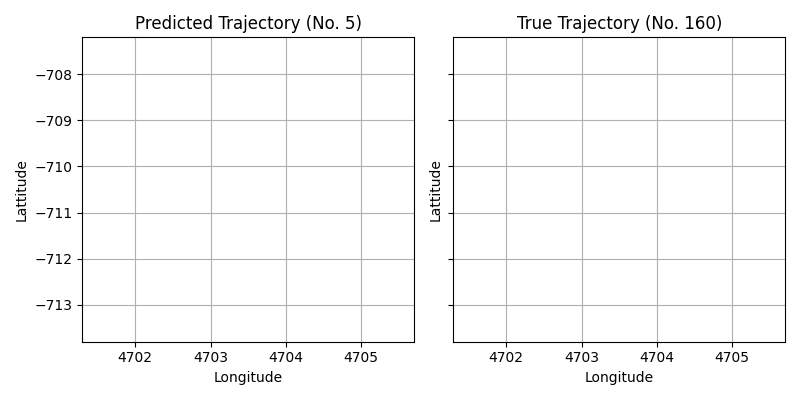 Predicted Trajectory (No. 5)
−708
−709
−710
−711
−712
−713
Lattitude
4702 4703 4704 4705
Longitude
True Trajectory (No. 160)
Lattitude
4702 4703 4704 4705
Longitude